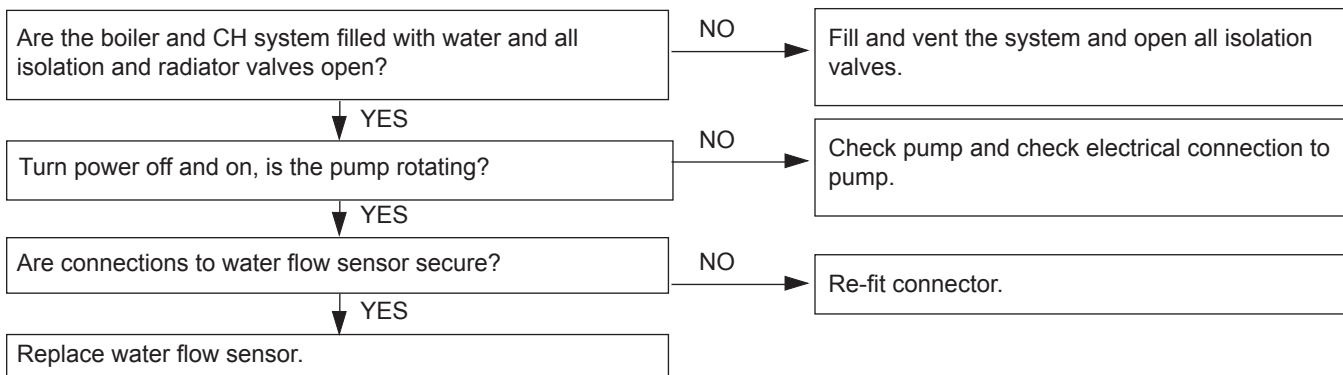 Are the boiler and CH system filled with water and all
isolation and radiator valves open?
NO
Fill and vent the system and open all isolation
valves.
YES
Turn power off and on, is the pump rotating?
NO
Check pump and check electrical connection to
pump.
YES
Are connections to water flow sensor secure?
NO
Re-fit connector.
YES
Replace water flow sensor.